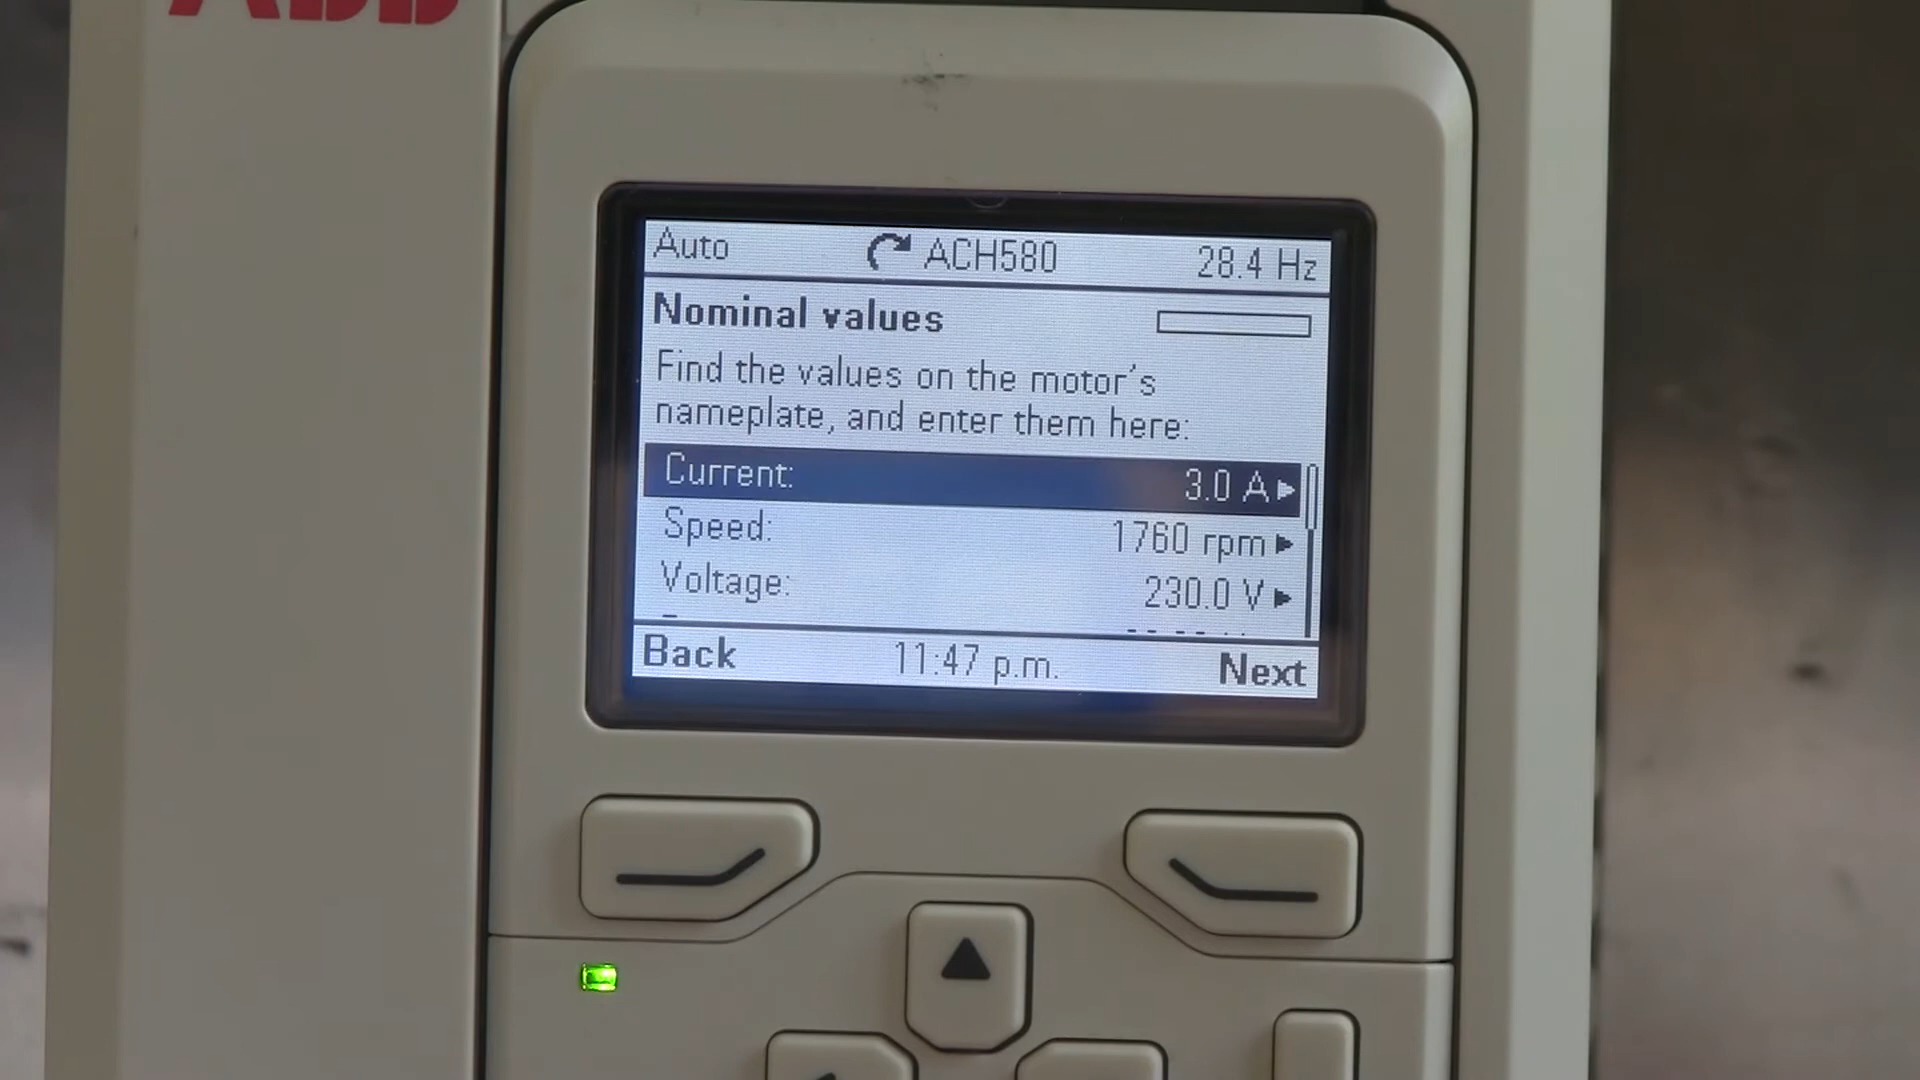 ABB
Auto ACH580 28.4 Hz
Nominal values
Find the values on the motor's
nameplate, and enter them here:
Current: 3.0 A
Speed: 1760 rpm
Voltage: 230.0 V
Back 11:47 p.m. Next